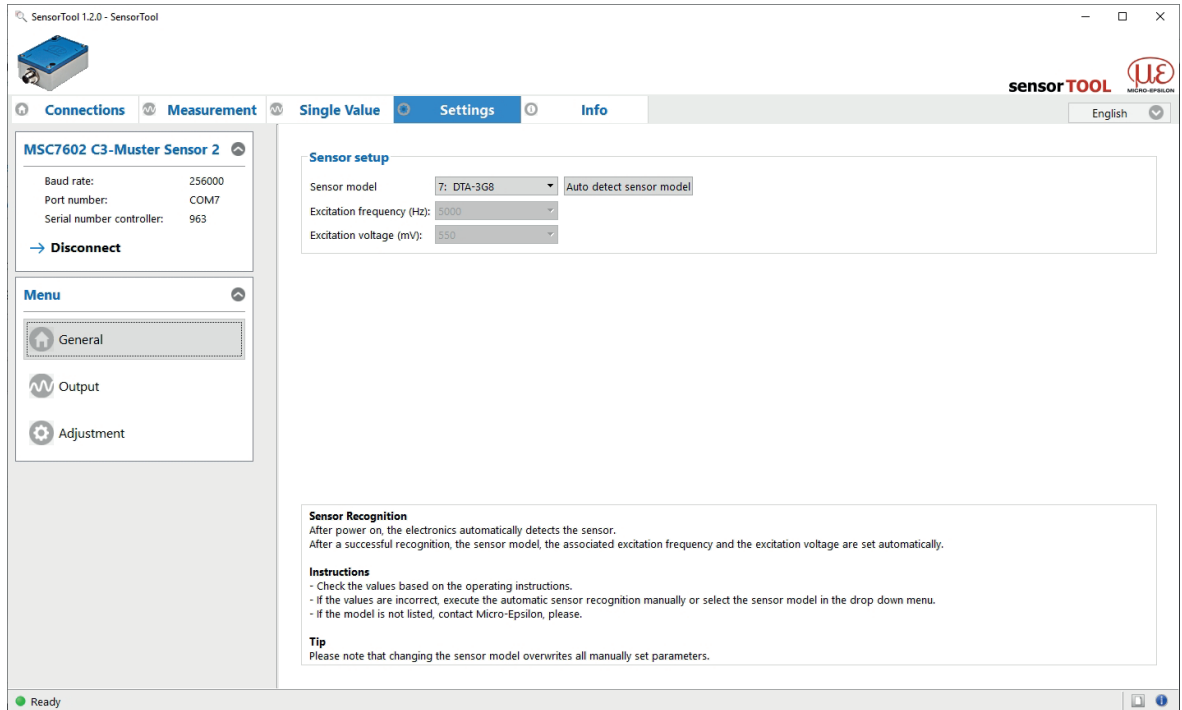 SensorTool 1.2.0 - SensorTool
sensorTOOL
με
MICRO-EPSILON
Connections Measurement Single Value Settings Info
English
MSC7602 C3-Muster Sensor 2
Baud rate: 256000
Port number: COM7
Serial number controller: 963
→ Disconnect
Menu
General
Output
Adjustment
Sensor setup
Sensor model 7: DTA-3G8 Auto detect sensor model
Excitation frequency (Hz): 5000
Excitation voltage (mV): 550
Sensor Recognition
After power on, the electronics automatically detects the sensor.
After a successful recognition, the sensor model, the associated excitation frequency and the excitation voltage are set automatically.
Instructions
- Check the values based on the operating instructions.
- If the values are incorrect, execute the automatic sensor recognition manually or select the sensor model in the drop down menu.
- If the model is not listed, contact Micro-Epsilon, please.
Tip
Please note that changing the sensor model overwrites all manually set parameters.
Ready